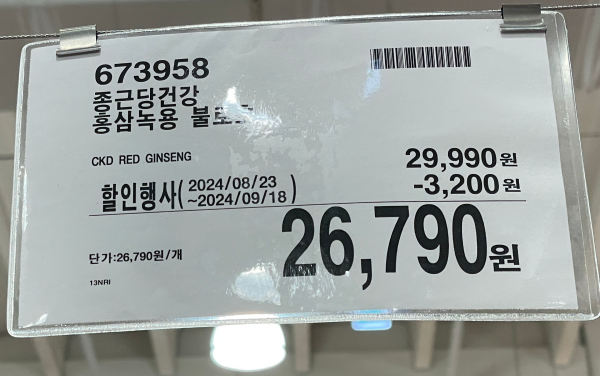 673958
종근당건강
홍삼녹용
CKD RED GINSENG
29,990원
할인행사( 2024/08/23 ~2024/09/18 )
-3,200원
26,790원
단가:26,790원/개
13NRI